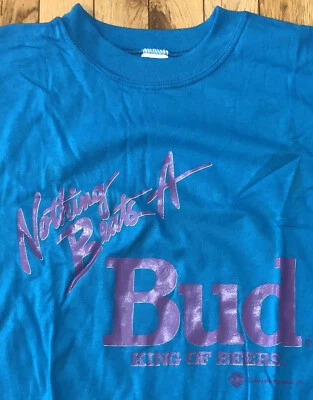 Nothing
Beats A
Bud
KING OF BEERS